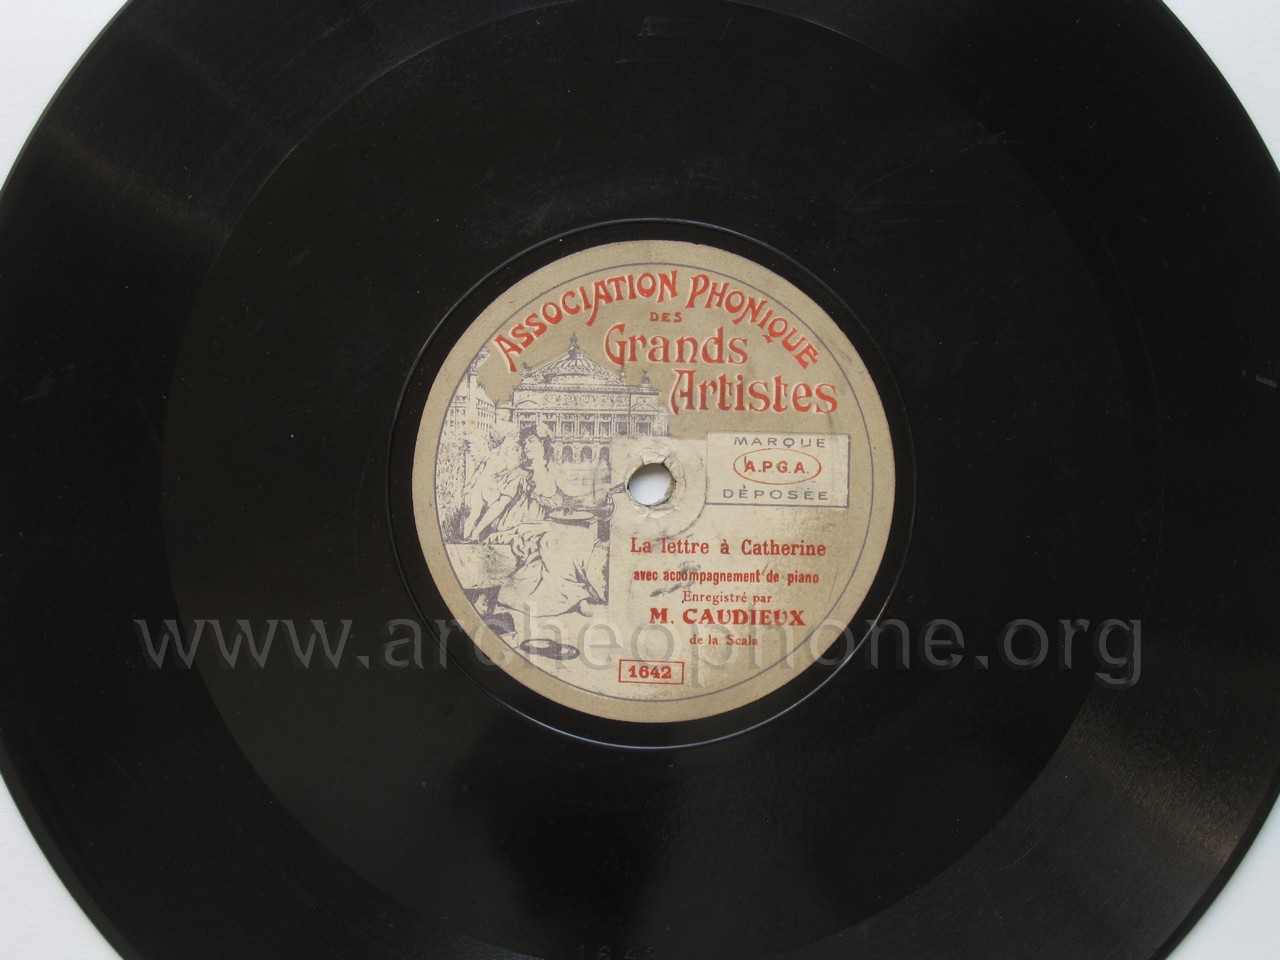 ASSOCIATION PHONIQUE
DES
Grands
Artistes
MARQUE
A.P.G.A.
DÉPOSÉE
La lettre à Catherine
avec accompagnement de piano
Enregistré par
M. CAUDIEUX
de la Scala
1642
www.archeophone.org